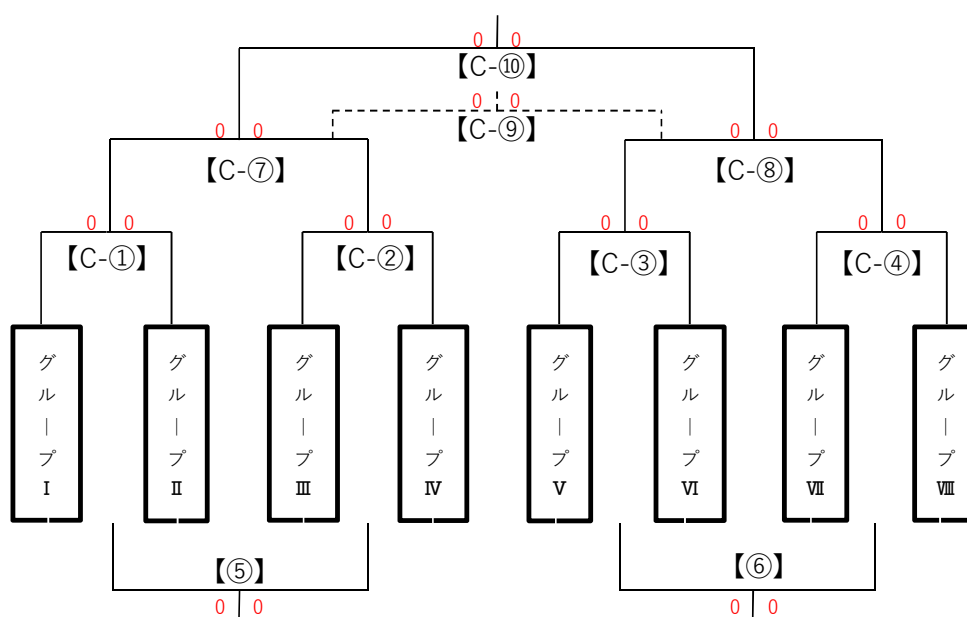 0 0
【C-⑩】
0 0
【C-⑨】
0 0
0 0
【C-⑦】
【C-⑧】
0 0
0 0
0 0
0 0
【C-①】
【C-②】
【C-③】
【C-④】
グループⅠ
グループⅡ
グループⅢ
グループⅣ
グループⅤ
グループⅥ
グループⅦ
グループⅧ
【⑤】
【⑥】
0 0
0 0